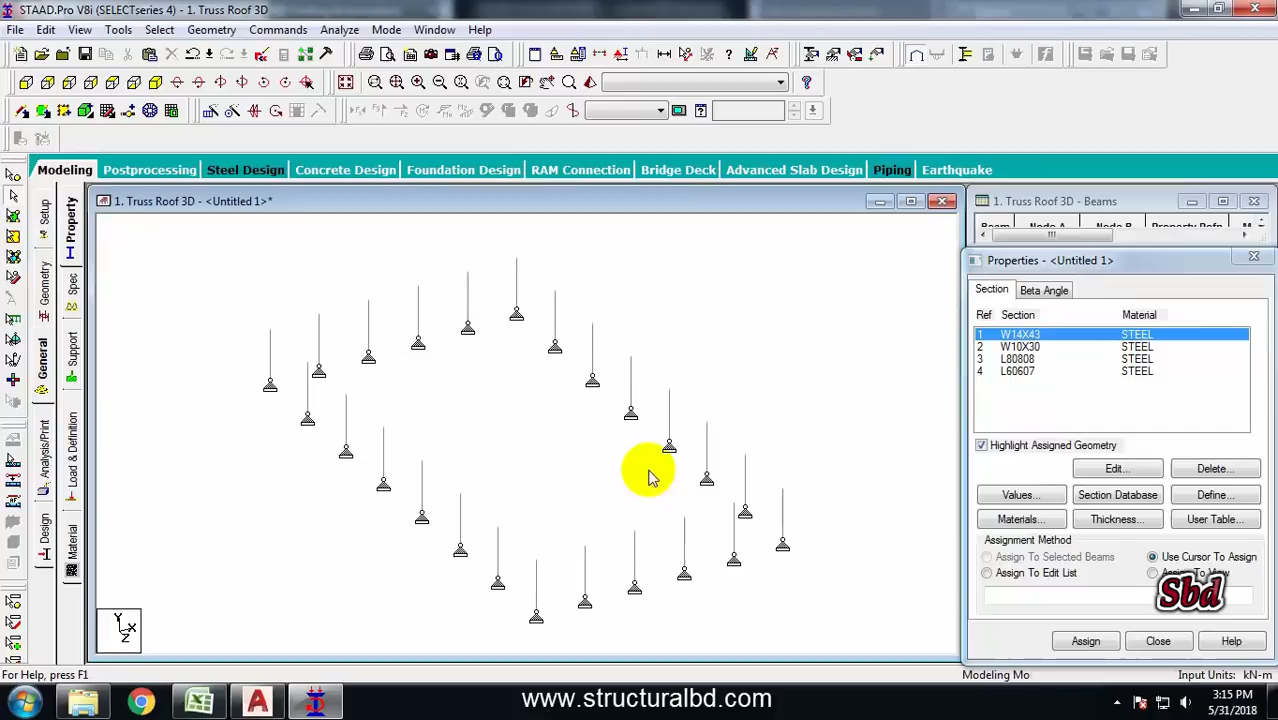 STAAD.Pro V8i (SELECTseries 4) - 1. Truss Roof 3D
File Edit View Tools Select Geometry Commands Analyze Mode Window Help
Modeling Postprocessing Steel Design Concrete Design Foundation Design RAM Connection Bridge Deck Advanced Slab Design Piping Earthquake
1. Truss Roof 3D - <Untitled 1>*
1. Truss Roof 3D - Beams
Beam Node A Node B Property Refn
Setup
Geometry
General
Analysis/Print
Design
Property
Spec
Support
Load & Definition
Material
Properties - <Untitled 1>
Section Beta Angle
Ref Section Material
1 W14X43 STEEL
2 W10X30 STEEL
3 L80808 STEEL
4 L60607 STEEL
Highlight Assigned Geometry
Edit... Delete...
Values... Section Database Define...
Materials... Thickness... User Table...
Assignment Method
Assign To Selected Beams Use Cursor To Assign
Assign To Edit List
Sbd
Assign Close Help
Y
X
Z
For Help, press F1
Modeling Mo Input Units: kN-m
www.structuralbd.com
3:15 PM
5/31/2018